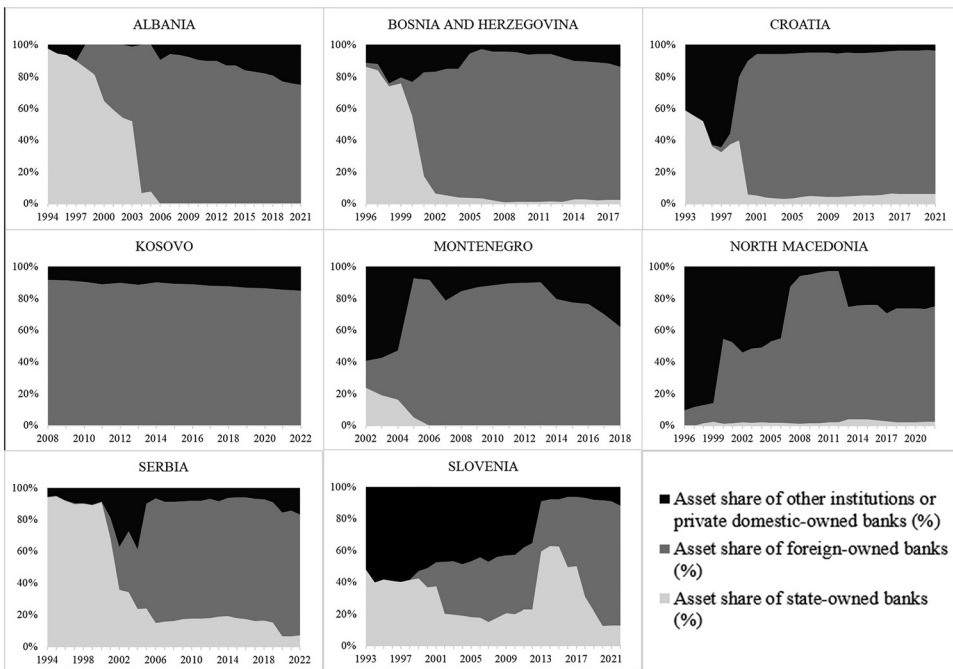 ALBANIA
100%
80%
60%
40%
20%
0%
1994 1997 2000 2003 2006 2009 2012 2015 2018 2021
BOSNIA AND HERZEGOVINA
100%
80%
60%
40%
20%
0%
1996 1999 2002 2005 2008 2011 2014 2017
CROATIA
100%
80%
60%
40%
20%
0%
1993 1997 2001 2005 2009 2013 2017 2021
KOSOVO
100%
80%
60%
40%
20%
0%
2008 2010 2012 2014 2016 2018 2020 2022
MONTENEGRO
100%
80%
60%
40%
20%
0%
2002 2004 2006 2008 2010 2012 2014 2016 2018
NORTH MACEDONIA
100%
80%
60%
40%
20%
0%
1996 1999 2002 2005 2008 2011 2014 2017 2020
SERBIA
100%
80%
60%
40%
20%
0%
1994 1998 2002 2006 2010 2014 2018 2022
SLOVENIA
100%
80%
60%
40%
20%
0%
1993 1997 2001 2005 2009 2013 2017 2021
Asset share of other institutions or
private domestic-owned banks (%)
Asset share of foreign-owned banks
(%)
Asset share of state-owned banks
(%)